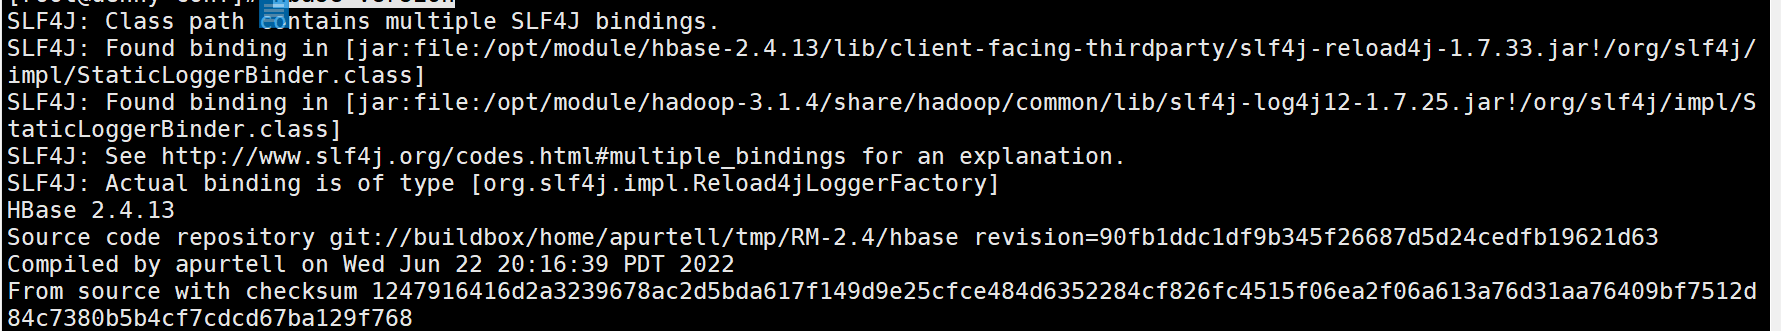 SLF4J: Class path contains multiple SLF4J bindings.
SLF4J: Found binding in [jar:file:/opt/module/hbase-2.4.13/lib/client-facing-thirdparty/slf4j-reload4j-1.7.33.jar!/org/slf4j/
impl/StaticLoggerBinder.class]
SLF4J: Found binding in [jar:file:/opt/module/hadoop-3.1.4/share/hadoop/common/lib/slf4j-log4j12-1.7.25.jar!/org/slf4j/impl/S
taticLoggerBinder.class]
SLF4J: See http://www.slf4j.org/codes.html#multiple_bindings for an explanation.
SLF4J: Actual binding is of type [org.slf4j.impl.Reload4jLoggerFactory]
HBase 2.4.13
Source code repository git://buildbox/home/apurtell/tmp/RM-2.4/hbase revision=90fb1ddc1df9b345f26687d5d24cedfb19621d63
Compiled by apurtell on Wed Jun 22 20:16:39 PDT 2022
From source with checksum 1247916416d2a3239678ac2d5bda617f149d9e25cfce484d6352284cf826fc4515f06ea2f06a613a76d31aa76409bf7512d
84c7380b5b4cf7cdcd67ba129f768